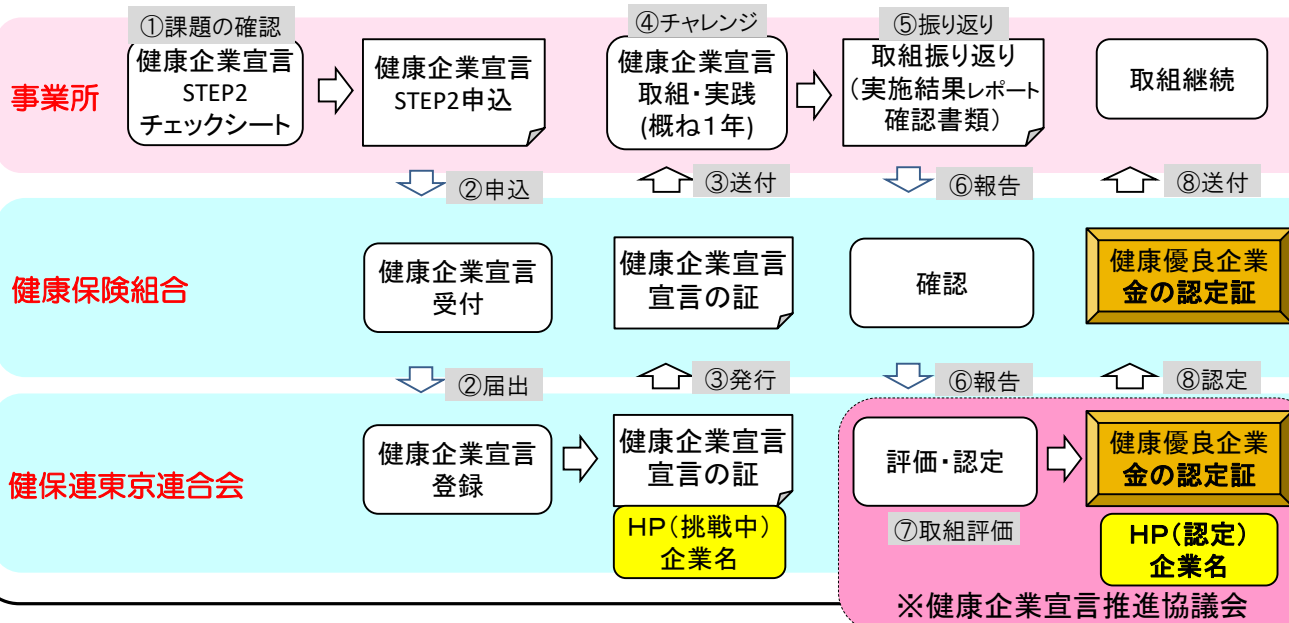 ①課題の確認
健康企業宣言
STEP2
チェックシート
健康企業宣言
STEP2申込
④チャレンジ
健康企業宣言
取組・実践
(概ね１年)
⑤振り返り
取組振り返り
（実施結果レポート
確認書類）
取組継続
事業所
②申込
③送付
⑥報告
⑧送付
健康保険組合
健康企業宣言
受付
健康企業宣言
宣言の証
確認
健康優良企業
金の認定証
②届出
③発行
⑥報告
⑧認定
健保連東京連合会
健康企業宣言
登録
健康企業宣言
宣言の証
ＨＰ（挑戦中）
企業名
評価・認定
⑦取組評価
健康優良企業
金の認定証
ＨＰ（認定）
企業名
※健康企業宣言推進協議会